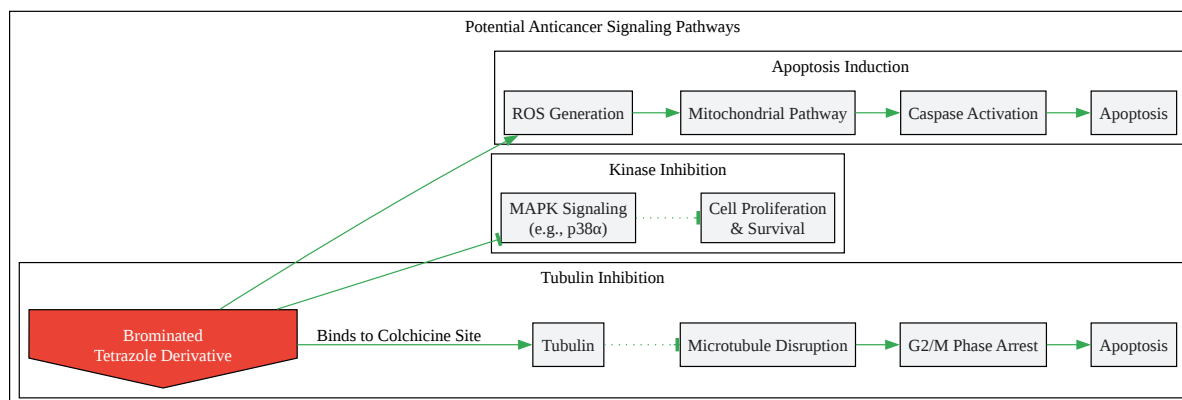 Potential Anticancer Signaling Pathways
Apoptosis Induction
ROS Generation
Mitochondrial Pathway
Caspase Activation
Apoptosis
Kinase Inhibition
MAPK Signaling
(e.g., p38α)
Cell Proliferation
& Survival
Tubulin Inhibition
Brominated
Tetrazole Derivative
Binds to Colchicine Site
Tubulin
Microtubule Disruption
G2/M Phase Arrest
Apoptosis